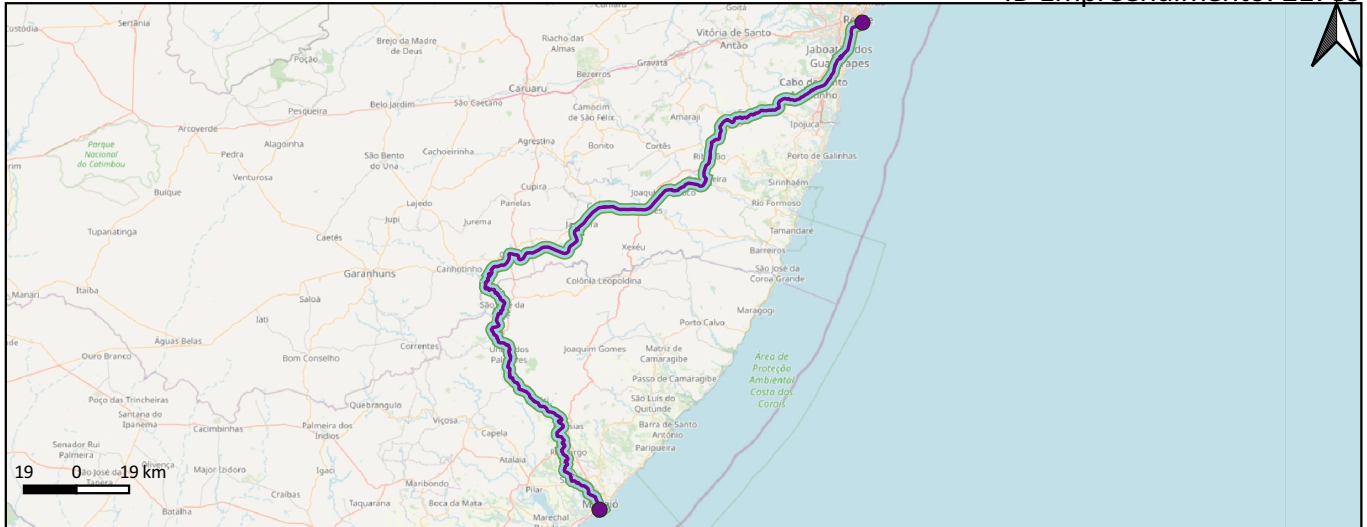 ID Empreendimento:
Custódia
Sertânia
Brejo da Madre
de Deus
Riacho das
Almas
Vitória de Santo
Antão
Poção
Gravatá
Bezerros
Caruaru
Pesqueira
Belo Jardim
São Caetano
Camocim
de São Félix
Amaraji
Ipojuca
Arcoverde
Alagoinha
Parque
Nacional
do Catimbau
Pedra
São Bento
do Una
Cachoeirinha
Agrestina
Bonito
Cortês
Porto de Galinhas
Venturosa
Buíque
Cupira
Sirinhaém
Lajedo
Panelas
Rio Formoso
Jupi
Jurema
Tamandaré
Tupanatinga
Caetés
Xexéu
Barreiros
Garanhuns
Canhotinho
Colônia Leopoldina
São José da
Coroa Grande
Manari
Itaíba
Saloá
Maragogi
Iati
Porto Calvo
Águas Belas
Correntes
Ouro Branco
Bom Conselho
Joaquim Gomes
Matriz de
Camaragibe
Área de
Proteção
Ambiental
Costa dos
Corais
Passo de Camaragibe
Poço das Trincheiras
Quebrangulo
São Luís do
Quitunde
Santana do
Ipanema
Cacimbinhas
Palmeira dos
Índios
Viçosa
Capela
Barra de Santo
Antônio
Paripueira
Senador Rui
Palmeira
Atalaia
19 0 19 km
Major Izidoro
Igaci
Maribondo
Pilar
Craíbas
Taquarana
Boca da Mata
Batalha
Marechal